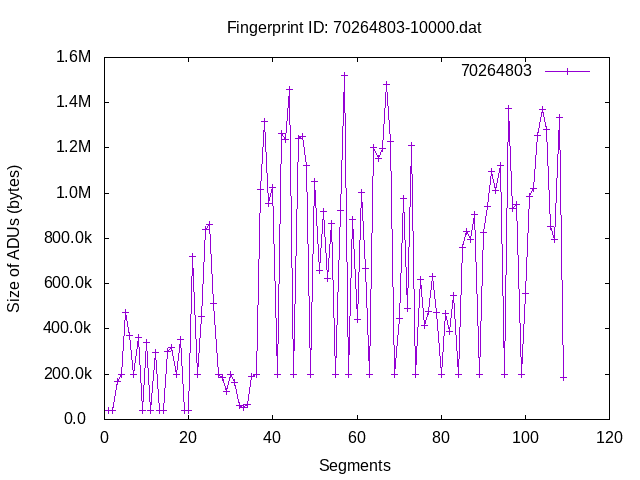 Fingerprint ID: 70264803-10000.dat
70264803
Size of ADUs (bytes)
1.6M
1.4M
1.2M
1.0M
800.0k
600.0k
400.0k
200.0k
0.0
0 20 40 60 80 100 120
Segments